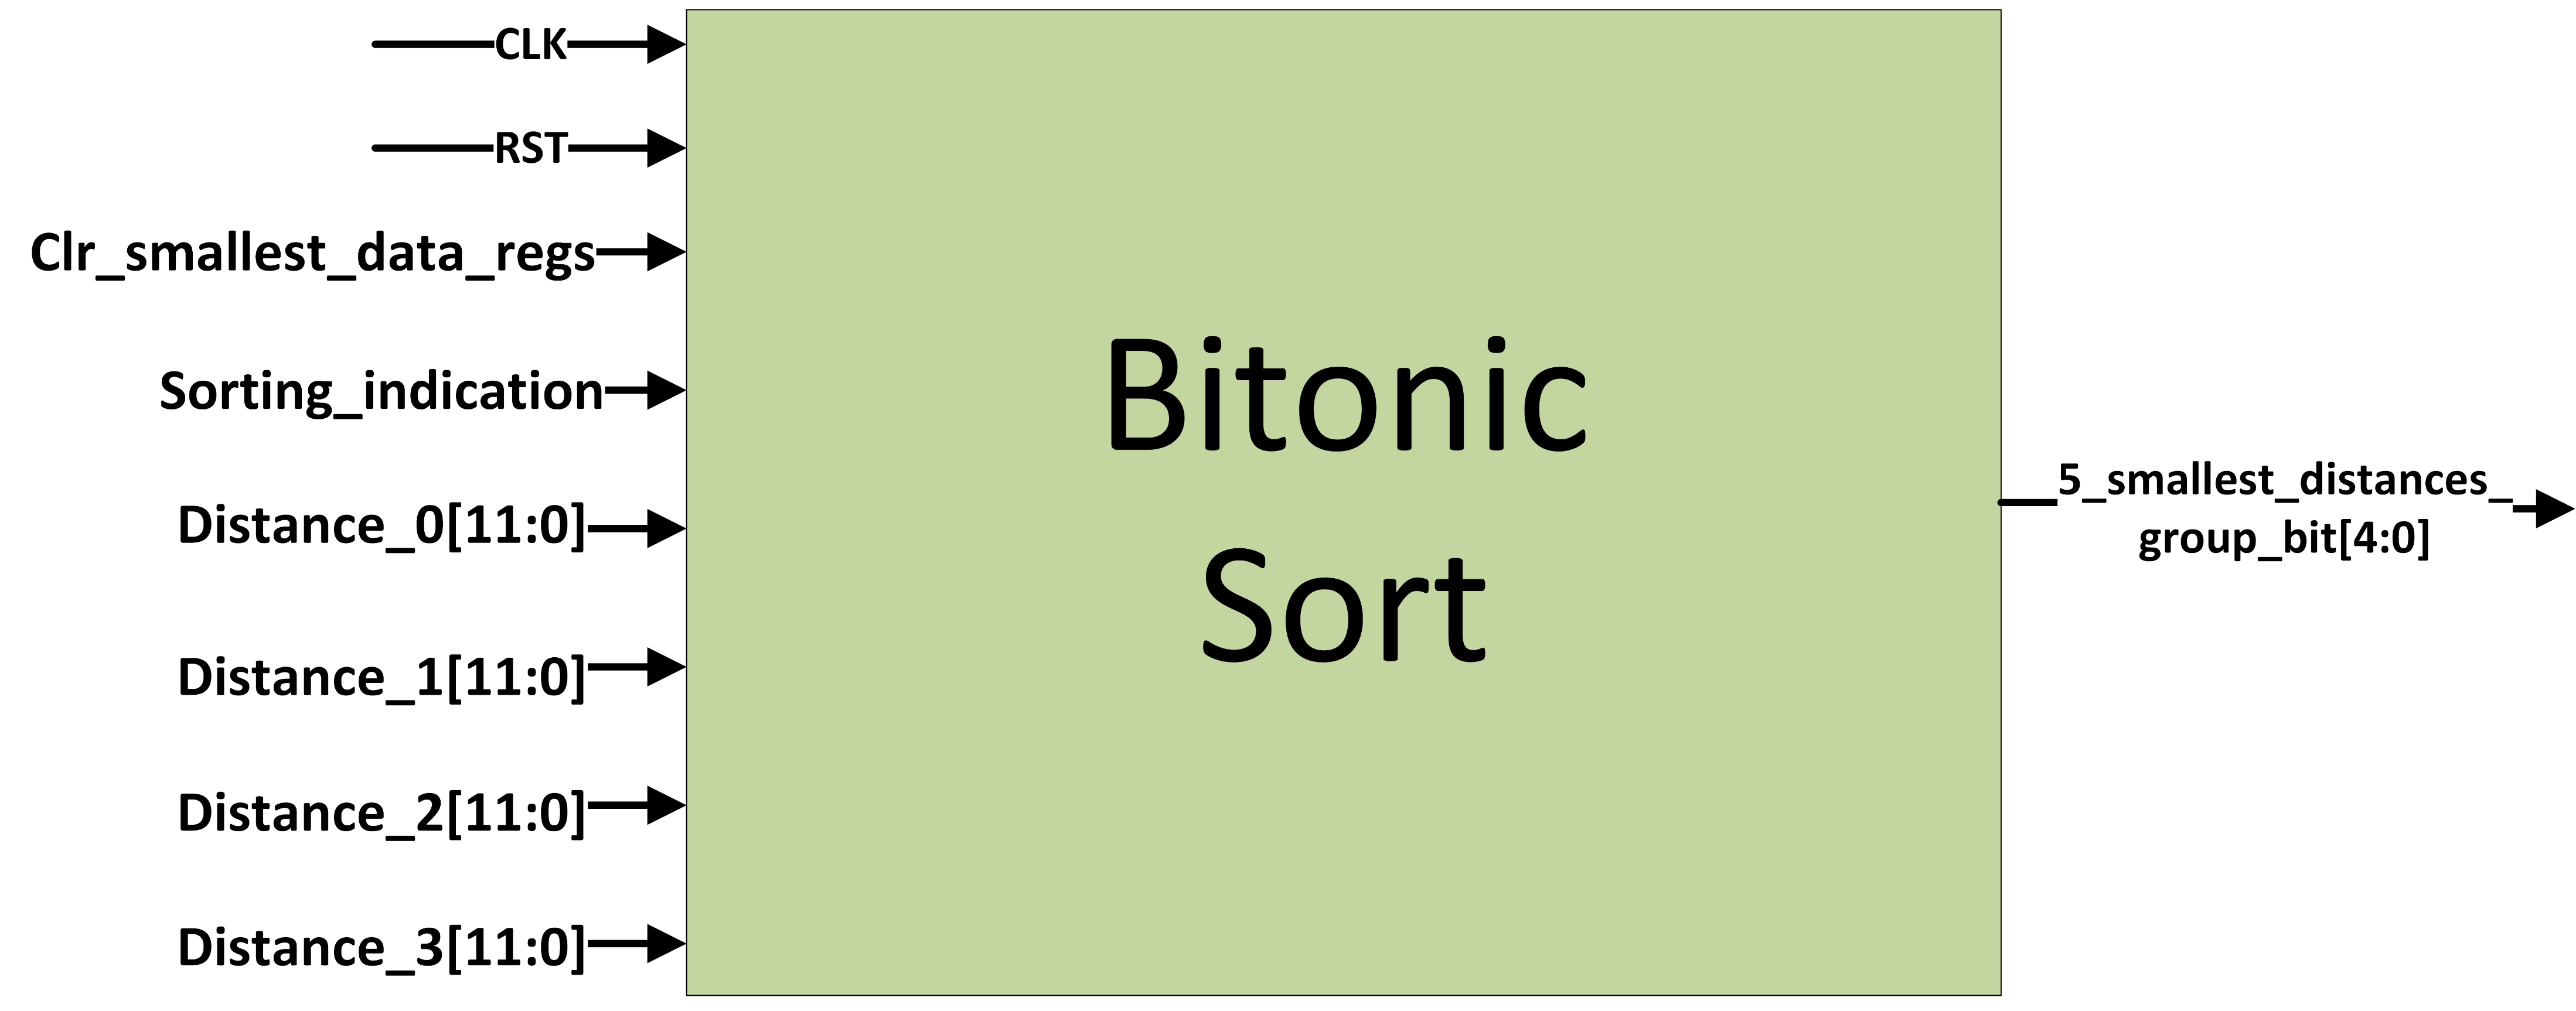 CLK
RST
Clr_smallest_data_regs
Sorting_indication
Distance_0[11:0]
Distance_1[11:0]
Distance_2[11:0]
Distance_3[11:0]
Bitonic
Sort
5_smallest_distances_
group_bit[4:0]